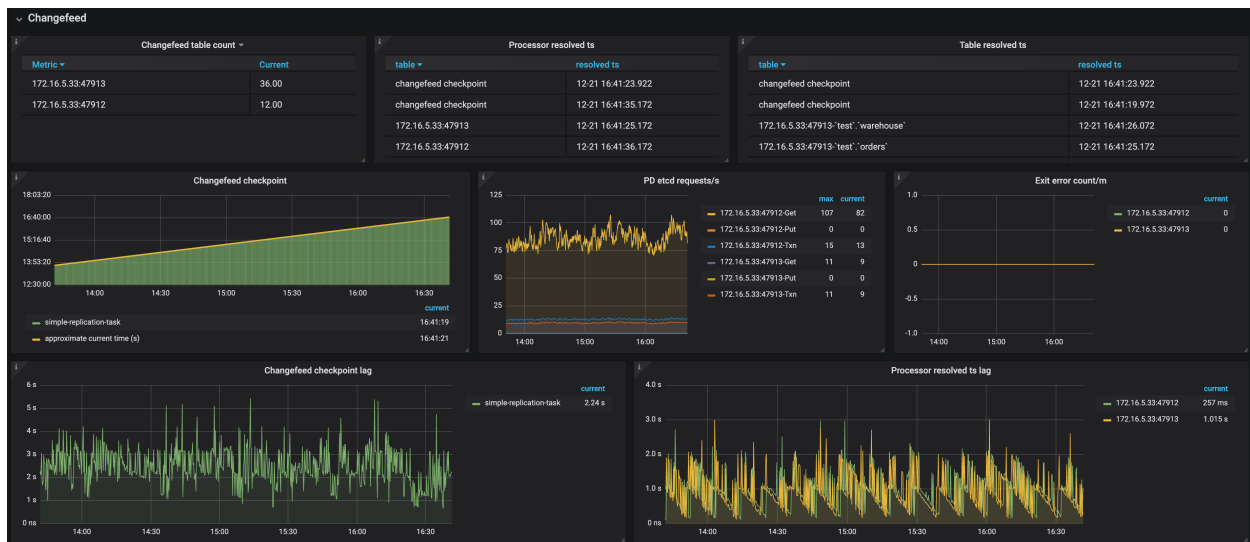 Changefeed
Changefeed table count
Metric Current
172.16.5.33:47913 36.00
172.16.5.33:47912 12.00
Processor resolved ts
table resolved ts
changefeed checkpoint 12-21 16:41:23.922
changefeed checkpoint 12-21 16:41:35.172
172.16.5.33:47913 12-21 16:41:25.172
172.16.5.33:47912 12-21 16:41:36.172
Table resolved ts
table resolved ts
changefeed checkpoint 12-21 16:41:23.922
changefeed checkpoint 12-21 16:41:19.972
172.16.5.33:47913-`test`.`warehouse` 12-21 16:41:26.072
172.16.5.33:47913-`test`.`orders` 12-21 16:41:25.172
Changefeed checkpoint
18:03:20
16:40:00
15:16:40
13:53:20
12:30:00
14:00 14:30 15:00 15:30 16:00 16:30
current
simple-replication-task 16:41:19
approximate current time (s) 16:41:21
PD etcd requests/s
125
100
75
50
25
0
14:00 15:00 16:00
max current
172.16.5.33:47912-Get 107 82
172.16.5.33:47912-Put 0 0
172.16.5.33:47912-Txn 15 13
172.16.5.33:47913-Get 11 9
172.16.5.33:47913-Put 0 0
172.16.5.33:47913-Txn 11 9
Exit error count/m
1.0
0.5
0
-0.5
-1.0
14:00 15:00 16:00
current
172.16.5.33:47912 0
172.16.5.33:47913 0
Changefeed checkpoint lag
6 s
5 s
4 s
3 s
2 s
1 s
0 ns
14:00 14:30 15:00 15:30 16:00 16:30
current
simple-replication-task 2.24 s
Processor resolved ts lag
4.0 s
3.0 s
2.0 s
1.0 s
0 ns
14:00 14:30 15:00 15:30 16:00 16:30
current
172.16.5.33:47912 257 ms
172.16.5.33:47913 1.015 s